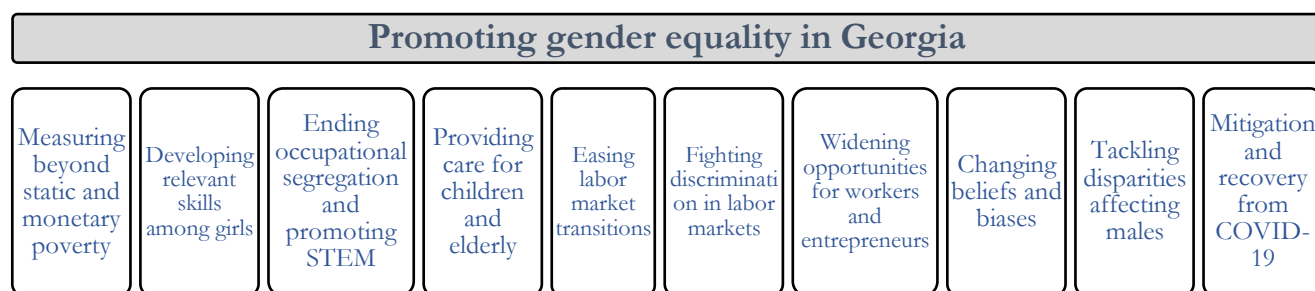 Promoting gender equality in Georgia
Measuring
beyond
static and
monetary
poverty
Developing
relevant
skills
among girls
Ending
occupational
segregation
and
promoting
STEM
Providing
care for
children
and
elderly
Easing
labor
market
transitions
Fighting
discriminati
on in labor
markets
Widening
opportunities
for workers
and
entrepreneurs
Changing
beliefs and
biases
Tackling
disparities
affecting
males
Mitigation
and
recovery
from
COVID-
19